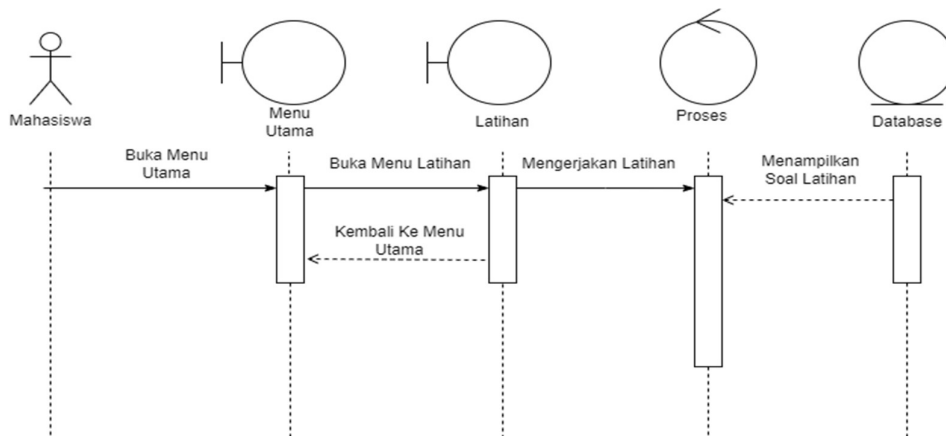 Mahasiswa
Menu
Utama
Latihan
Proses
Database
Buka Menu
Utama
Buka Menu Latihan
Mengerjakan Latihan
Menampilkan
Soal Latihan
Kembali Ke Menu
Utama